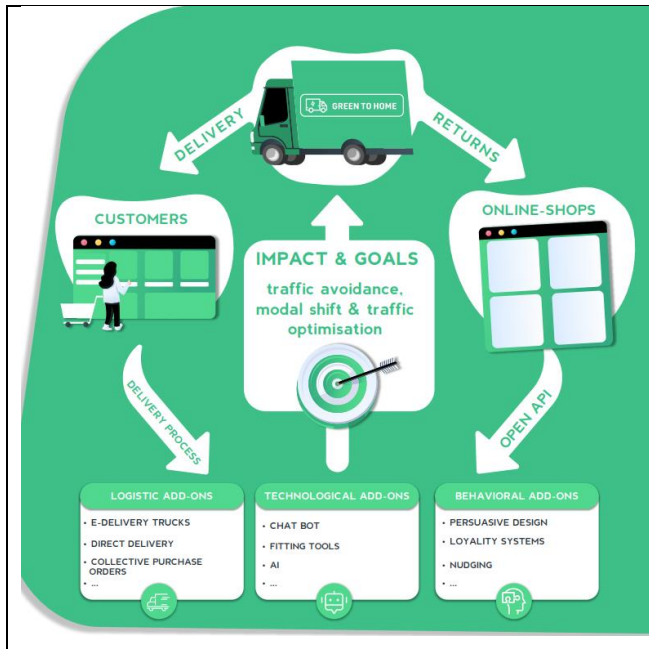 GREEN TO HOME
DELIVERY
RETURNS
CUSTOMERS
ONLINE-SHOPS
IMPACT & GOALS
traffic avoidance,
modal shift & traffic
optimisation
DELIVERY PROCESS
OPEN API
LOGISTIC ADD-ONS
• E-DELIVERY TRUCKS
• DIRECT DELIVERY
• COLLECTIVE PURCHASE
ORDERS
• ...
TECHNOLOGICAL ADD-ONS
• CHAT BOT
• FITTING TOOLS
• AI
• ...
BEHAVIORAL ADD-ONS
• PERSUASIVE DESIGN
• LOYALITY SYSTEMS
• NUDGING
• ...